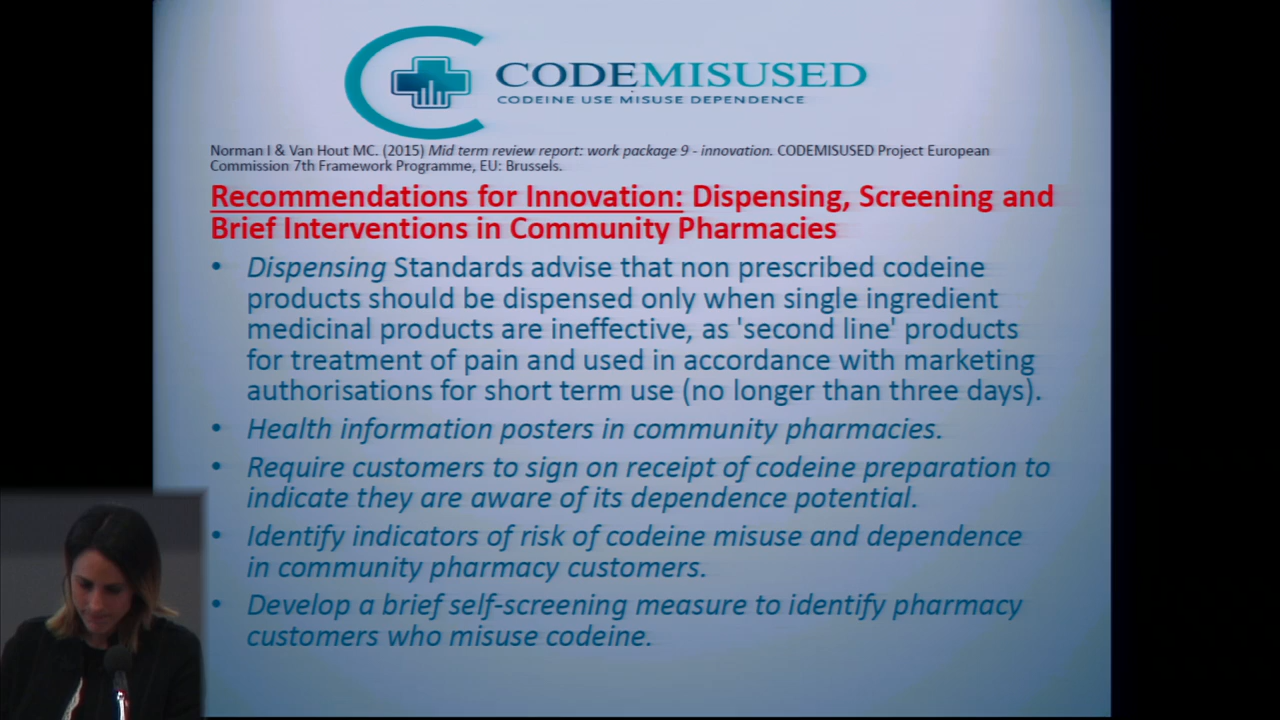 CODEMISUSED
CODEINE USE MISUSE DEPENDENCE
Norman I & Van Hout MC. (2015) Mid term review report: work package 9 - innovation. CODEMISUSED Project European
Commission 7th Framework Programme, EU: Brussels.
Recommendations for Innovation: Dispensing, Screening and
Brief Interventions in Community Pharmacies
• Dispensing Standards advise that non prescribed codeine
products should be dispensed only when single ingredient
medicinal products are ineffective, as 'second line' products
for treatment of pain and used in accordance with marketing
authorisations for short term use (no longer than three days).
• Health information posters in community pharmacies.
• Require customers to sign on receipt of codeine preparation to
indicate they are aware of its dependence potential.
• Identify indicators of risk of codeine misuse and dependence
in community pharmacy customers.
• Develop a brief self-screening measure to identify pharmacy
customers who misuse codeine.